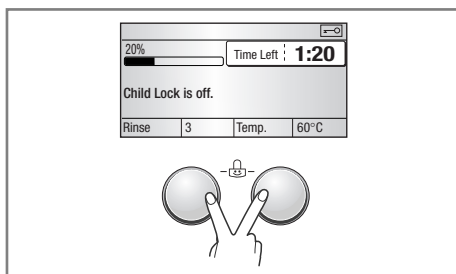 20%
Time Left 1:20
Child Lock is off.
Rinse 3 Temp. 60°C